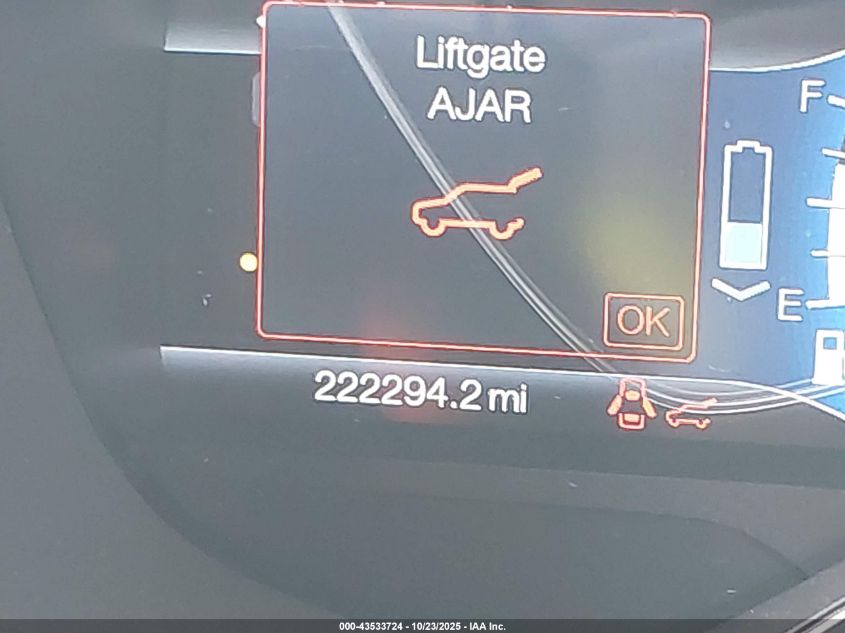 Liftgate
AJAR
F
E
OK
222294.2 mi
000-43533724 - 10/23/2025 - IAA Inc.